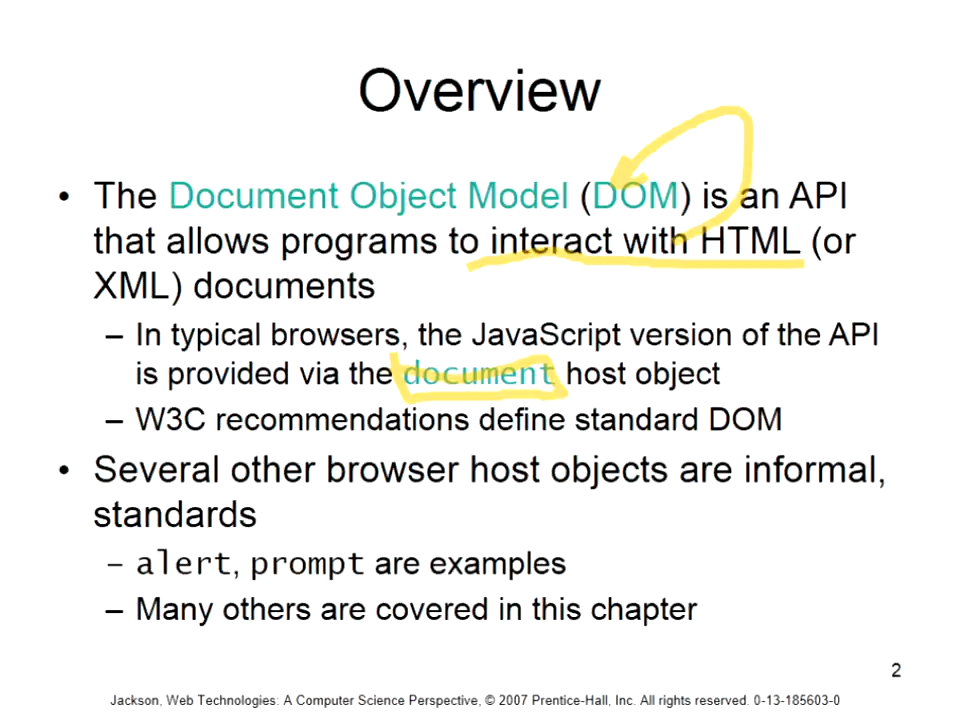 Overview
• The Document Object Model (DOM) is an API
that allows programs to interact with HTML (or
XML) documents
– In typical browsers, the JavaScript version of the API
is provided via the document host object
– W3C recommendations define standard DOM
• Several other browser host objects are informal,
standards
– alert, prompt are examples
– Many others are covered in this chapter
2
Jackson, Web Technologies: A Computer Science Perspective, © 2007 Prentice-Hall, Inc. All rights reserved. 0-13-185603-0